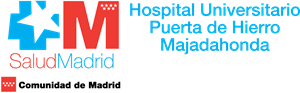 Hospital Universitario
Puerta de Hierro
Majadahonda
M
SaludMadrid
Comunidad de Madrid